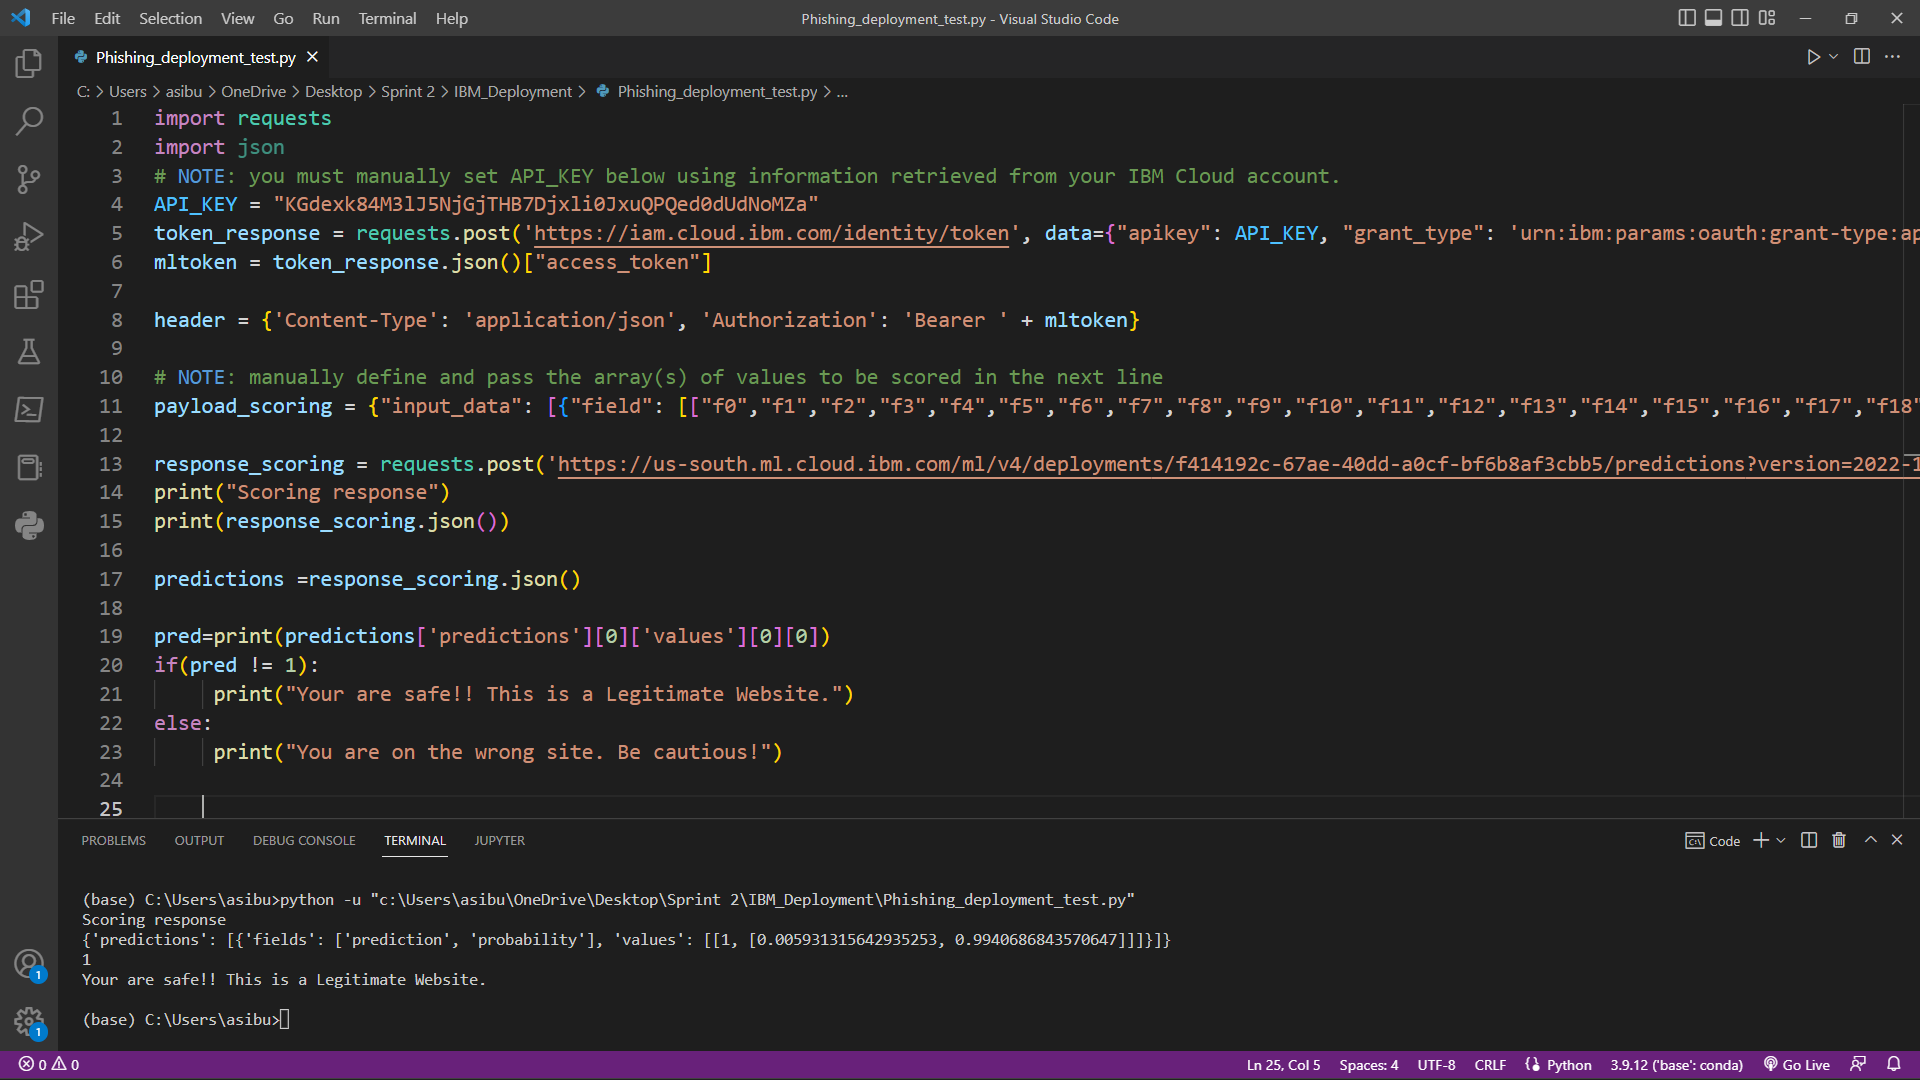 File Edit Selection View Go Run Terminal Help
Phishing_deployment_test.py - Visual Studio Code
Phishing_deployment_test.py
C: > Users > asibu > OneDrive > Desktop > Sprint 2 > IBM_Deployment > Phishing_deployment_test.py > ...
1 import requests
2 import json
3 # NOTE: you must manually set API_KEY below using information retrieved from your IBM Cloud account.
4 API_KEY = "KGdexk84M3lJ5NjGjTHB7Djxli0JxuQPQed0dUdNoMZa"
5 token_response = requests.post('https://iam.cloud.ibm.com/identity/token', data={"apikey": API_KEY, "grant_type": 'urn:ibm:params:oauth:grant-type:ap
6 mltoken = token_response.json()["access_token"]
7
8 header = {'Content-Type': 'application/json', 'Authorization': 'Bearer ' + mltoken}
9
10 # NOTE: manually define and pass the array(s) of values to be scored in the next line
11 payload_scoring = {"input_data": [{"field": [["f0","f1","f2","f3","f4","f5","f6","f7","f8","f9","f10","f11","f12","f13","f14","f15","f16","f17","f18"
12
13 response_scoring = requests.post('https://us-south.ml.cloud.ibm.com/ml/v4/deployments/f414192c-67ae-40dd-a0cf-bf6b8af3cbb5/predictions?version=2022-1
14 print("Scoring response")
15 print(response_scoring.json())
16
17 predictions =response_scoring.json()
18
19 pred=print(predictions['predictions'][0]['values'][0][0])
20 if(pred != 1):
21 print("Your are safe!! This is a Legitimate Website.")
22 else:
23 print("You are on the wrong site. Be cautious!")
24
25
PROBLEMS OUTPUT DEBUG CONSOLE TERMINAL JUPYTER
Code
(base) C:\Users\asibu>python -u "c:\Users\asibu\OneDrive\Desktop\Sprint 2\IBM_Deployment\Phishing_deployment_test.py"
Scoring response
{'predictions': [{'fields': ['prediction', 'probability'], 'values': [[1, [0.005931315642935253, 0.9940686843570647]]]}]}
1
Your are safe!! This is a Legitimate Website.
(base) C:\Users\asibu>
1
1
0 0
Ln 25, Col 5 Spaces: 4 UTF-8 CRLF Python 3.9.12 ('base': conda) Go Live